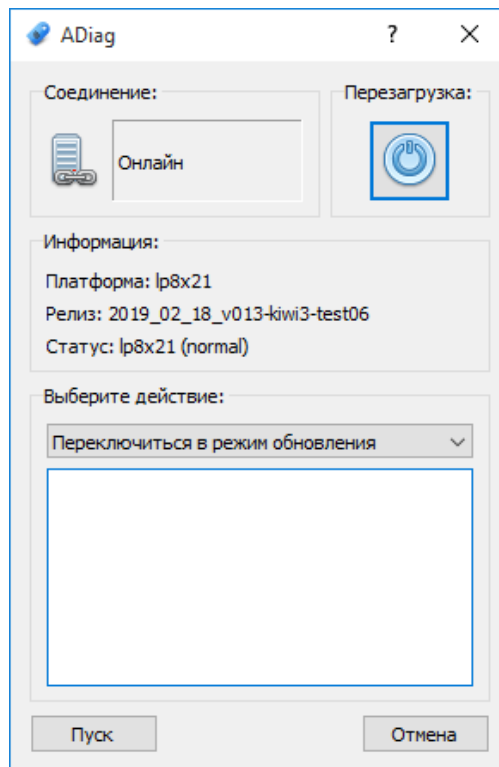 ADiag
?
Соединение:
Перезагрузка:
Онлайн
Информация:
Платформа: lp8x21
Релиз: 2019_02_18_v013-kiwi3-test06
Статус: lp8x21 (normal)
Выберите действие:
Переключиться в режим обновления
Пуск
Отмена